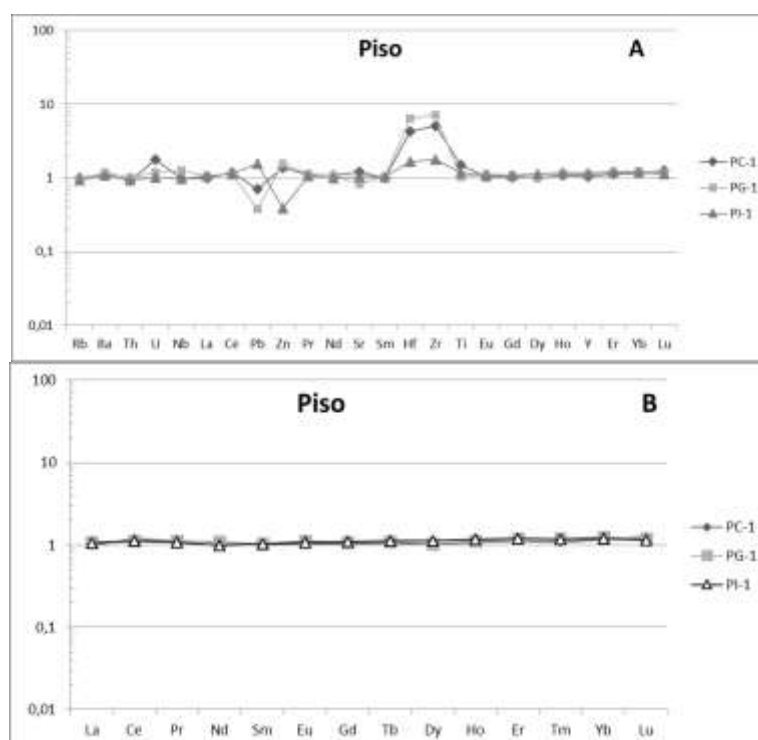 Piso A
100
10
1
0,1
0,01
PC-1
PG-1
PI-1
Rb Ba Th U Nb La Ce Pb Zn Pr Nd Sr Sm Hf Zr Ti Eu Gd Dy Ho Y Er Yb Lu
Piso B
100
10
1
0,1
0,01
PC-1
PG-1
PI-1
La Ce Pr Nd Sm Eu Gd Tb Dy Ho Er Tm Yb Lu